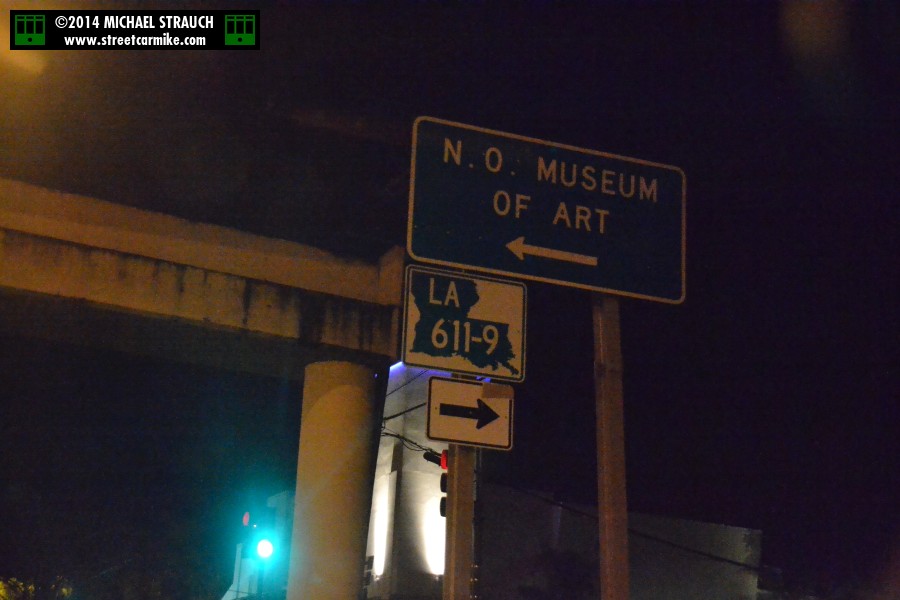 ©2014 MICHAEL STRAUCH
www.streetcarmike.com
N.O. MUSEUM
OF ART
LA
611-9